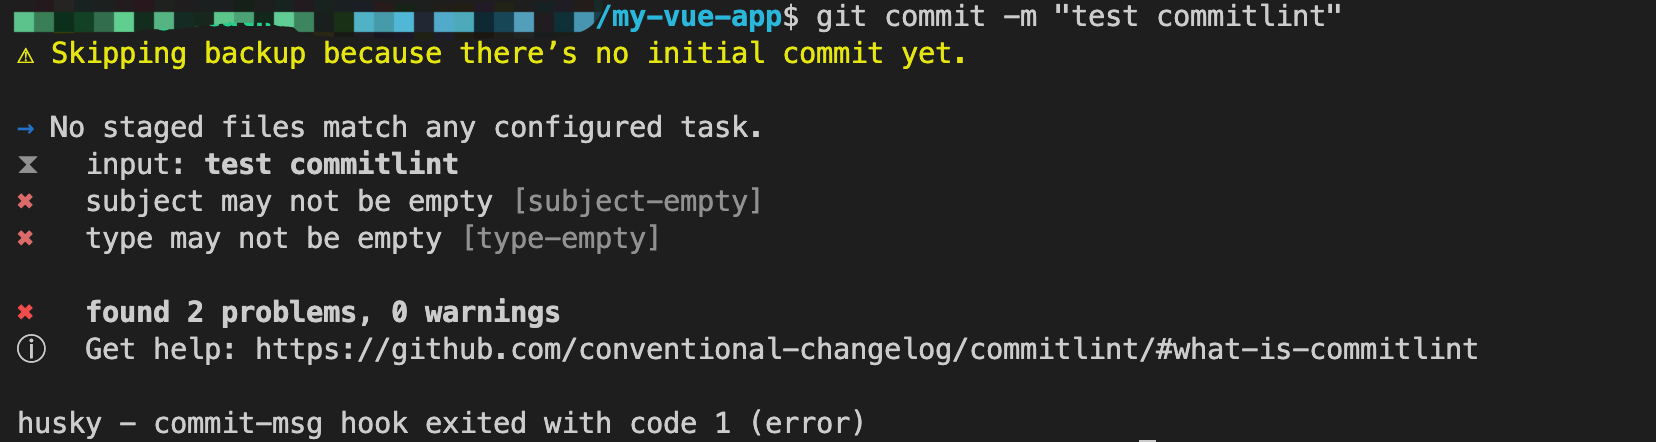 /my-vue-app$ git commit -m "test commitlint"
⚠ Skipping backup because there’s no initial commit yet.
→ No staged files match any configured task.
⧗ input: test commitlint
✖ subject may not be empty [subject-empty]
✖ type may not be empty [type-empty]
✖ found 2 problems, 0 warnings
ⓘ Get help: https://github.com/conventional-changelog/commitlint/#what-is-commitlint
husky - commit-msg hook exited with code 1 (error)